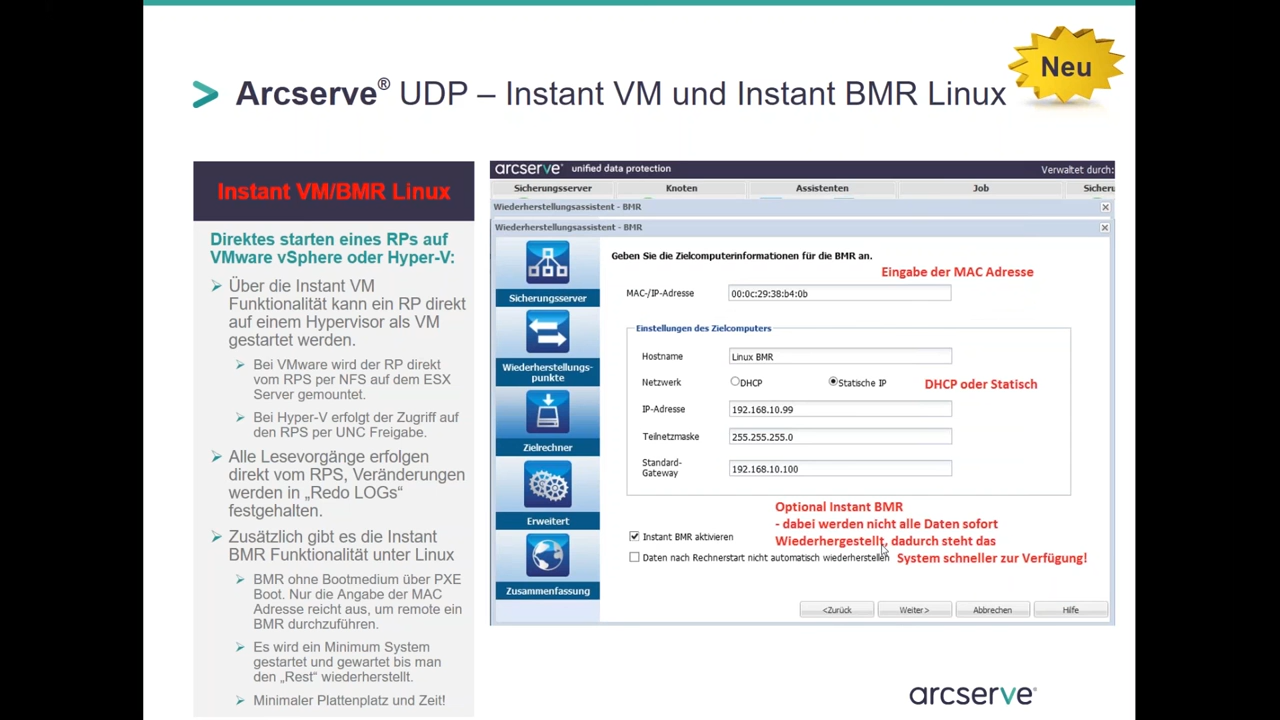 Neu
Arcserve® UDP – Instant VM und Instant BMR Linux
Instant VM/BMR Linux
Direktes starten eines RPs auf
VMware vSphere oder Hyper-V:
Über die Instant VM
Funktionalität kann ein RP direkt
auf einem Hypervisor als VM
gestartet werden.
Bei VMware wird der RP direkt
vom RPS per NFS auf dem ESX
Server gemountet.
Bei Hyper-V erfolgt der Zugriff auf
den RPS per UNC Freigabe.
Alle Lesevorgänge erfolgen
direkt vom RPS, Veränderungen
werden in „Redo LOGs“
festgehalten.
Zusätzlich gibt es die Instant
BMR Funktionalität unter Linux
BMR ohne Bootmedium über PXE
Boot. Nur die Angabe der MAC
Adresse reicht aus, um remote ein
BMR durchzuführen.
Es wird ein Minimum System
gestartet und gewartet bis man
den „Rest“ wiederherstellt.
Minimaler Plattenplatz und Zeit!
arcserve® unified data protection
Verwaltet durch:
Sicherungsserver Knoten Assistenten Job Sicheru
Wiederherstellungsassistent - BMR
Wiederherstellungsassistent - BMR
Sicherungsserver
Wiederherstellungs-
punkte
Zielrechner
Erweitert
Zusammenfassung
Geben Sie die Zielcomputerinformationen für die BMR an.
Eingabe der MAC Adresse
MAC-/IP-Adresse 00:0c:29:38:b4:0b
Einstellungen des Zielcomputers
Hostname Linux BMR
Netzwerk DHCP Statische IP
DHCP oder Statisch
IP-Adresse 192.168.10.99
Teilnetzmaske 255.255.255.0
Standard-
Gateway 192.168.10.100
Optional Instant BMR
- dabei werden nicht alle Daten sofort
Wiederhergestellt, dadurch steht das
System schneller zur Verfügung!
Instant BMR aktivieren
Daten nach Rechnerstart nicht automatisch wiederherstellen
<Zurück Weiter> Abbrechen Hilfe
arcserve®